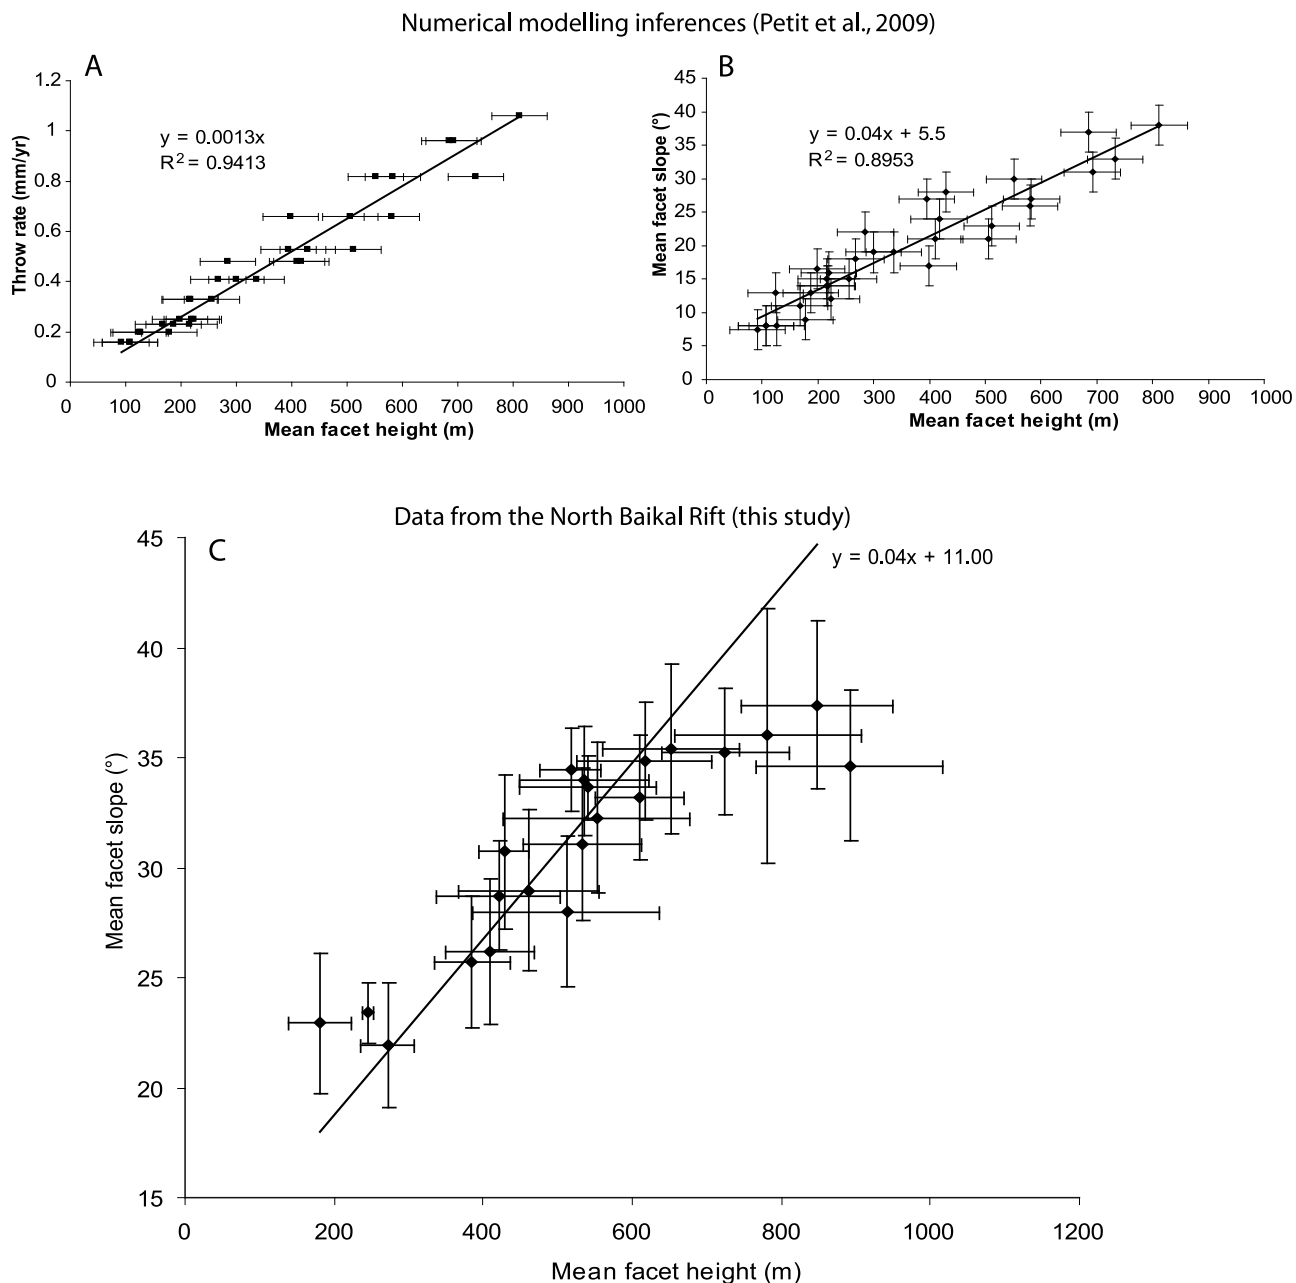 Numerical modelling inferences (Petit et al., 2009)
A
1.2
1
0.8
0.6
0.4
0.2
0
Throw rate (mm/yr)
y = 0.0013x
R² = 0.9413
0 100 200 300 400 500 600 700 800 900 1000
Mean facet height (m)
B
45
40
35
30
25
20
15
10
5
0
Mean facet slope (°)
y = 0.04x + 5.5
R² = 0.8953
0 100 200 300 400 500 600 700 800 900 1000
Mean facet height (m)
Data from the North Baikal Rift (this study)
C
45
40
35
30
25
20
15
Mean facet slope (°)
y = 0.04x + 11.00
0 200 400 600 800 1000 1200
Mean facet height (m)